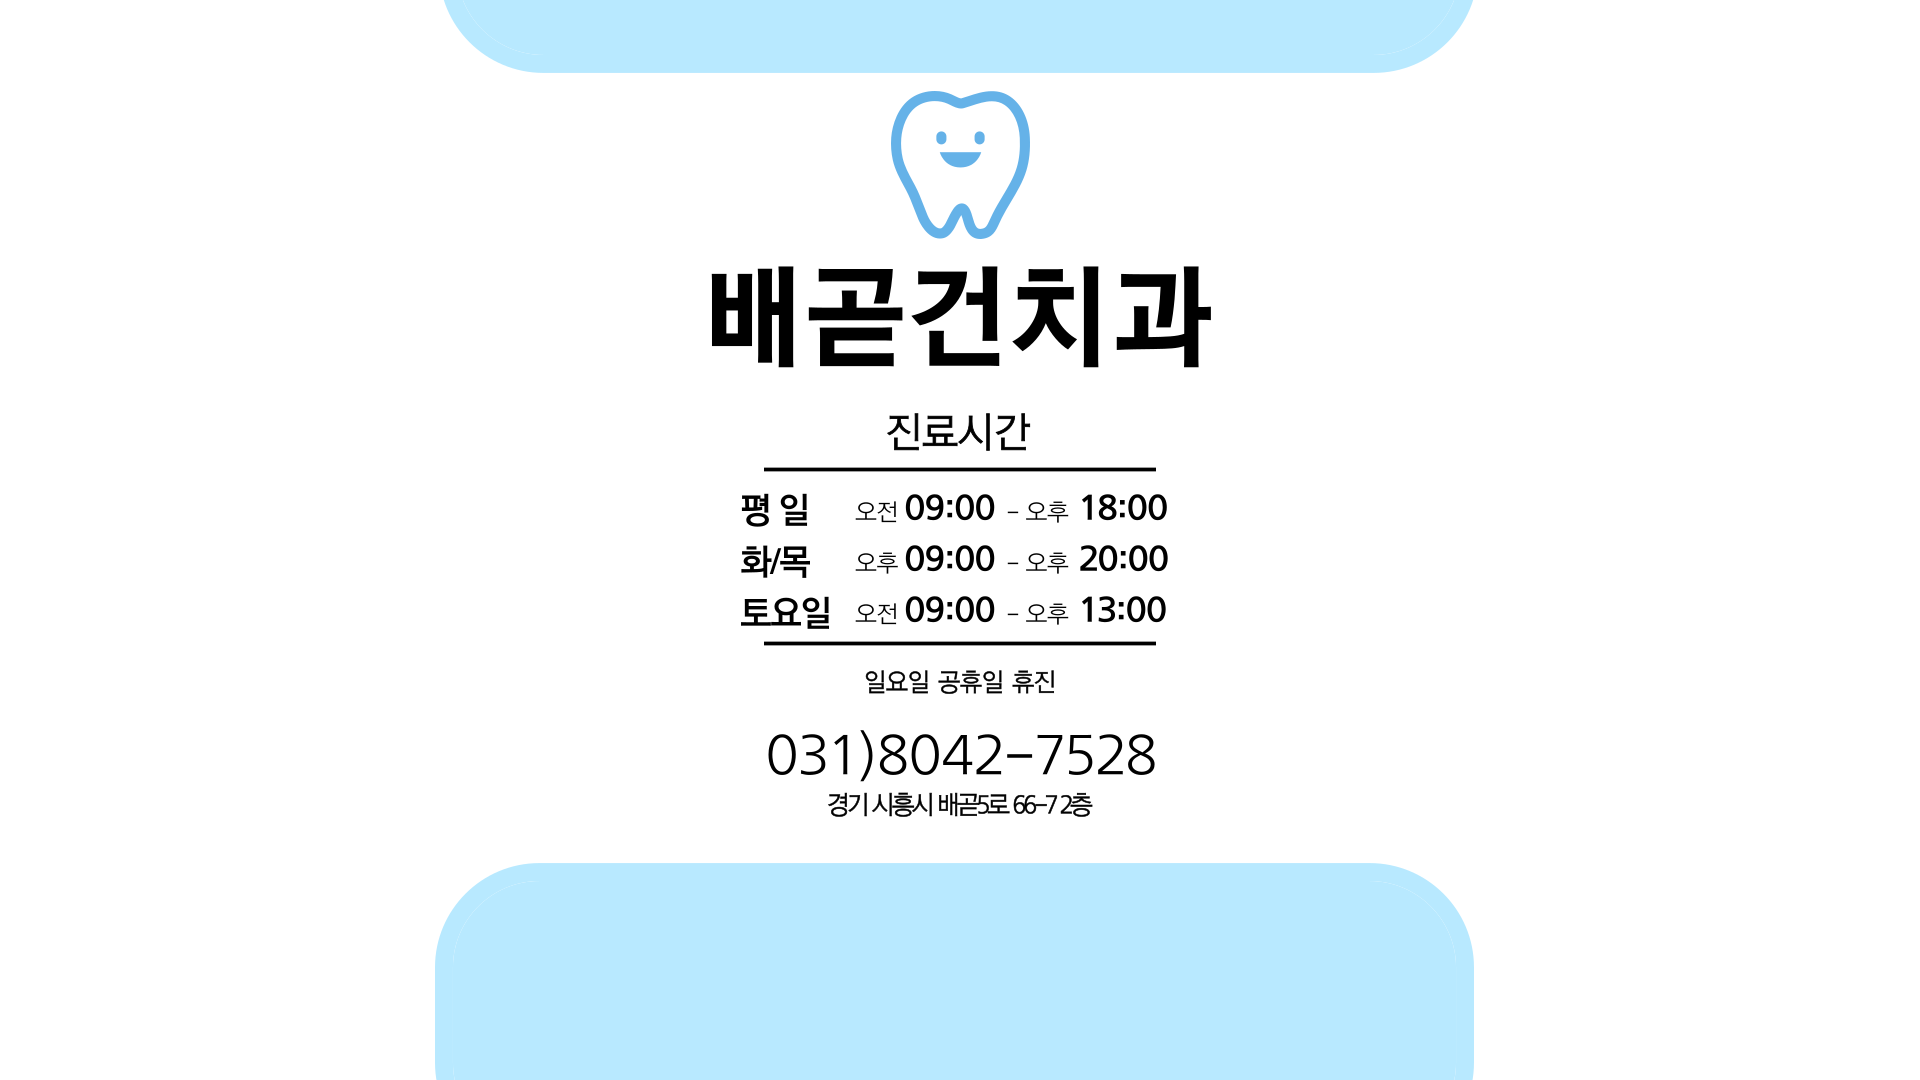 배곧건치과
진료시간
평 일 오전 09:00 - 오후 18:00
화/목 오후 09:00 - 오후 20:00
토요일 오전 09:00 - 오후 13:00
일요일 공휴일 휴진
031)8042-7528
경기 시흥시 배곧5로 66-7 2층